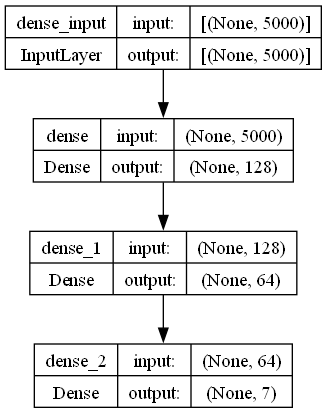 dense_input input: [(None, 5000)]
InputLayer output: [(None, 5000)]
dense input: (None, 5000)
Dense output: (None, 128)
dense_1 input: (None, 128)
Dense output: (None, 64)
dense_2 input: (None, 64)
Dense output: (None, 7)